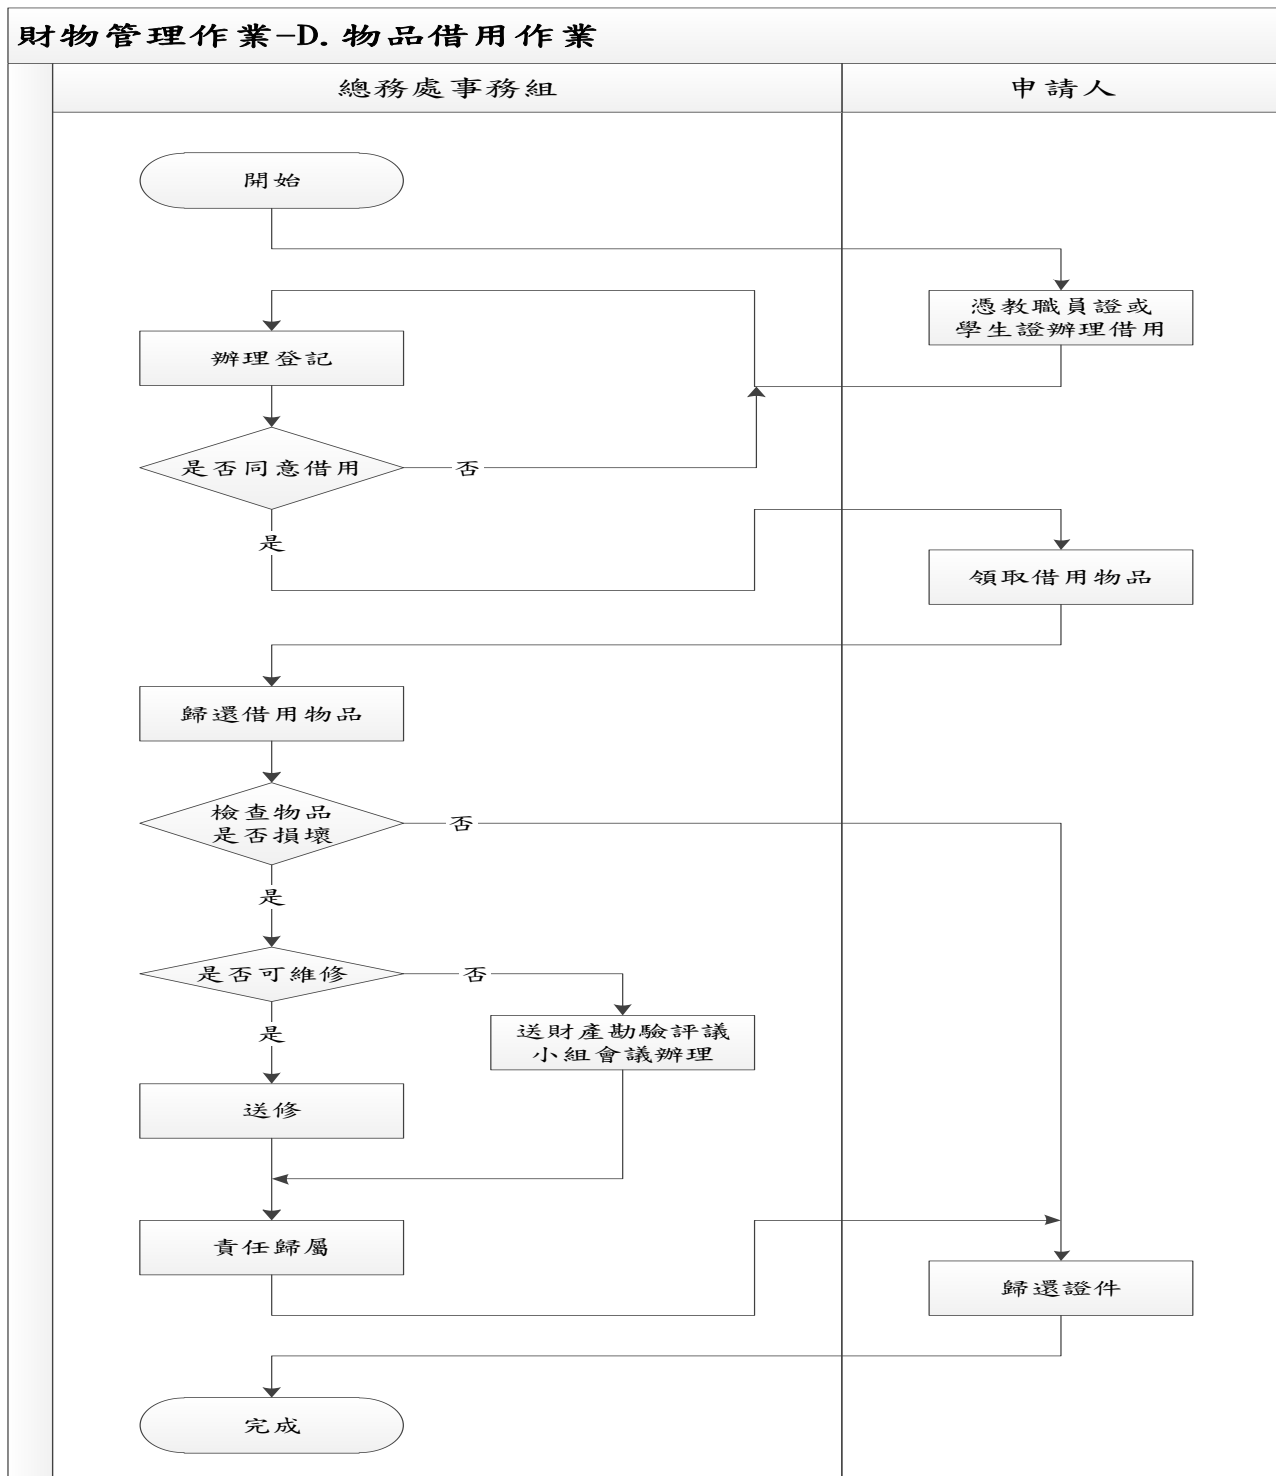 財物管理作業-D.物品借用作業
總務處事務組
申請人
開始
憑教職員證或
學生證辦理借用
辦理登記
是否同意借用
否
是
領取借用物品
歸還借用物品
檢查物品
是否損壞
否
是
是否可維修
否
是
送財產勘驗評議
小組會議辦理
送修
責任歸屬
歸還證件
完成